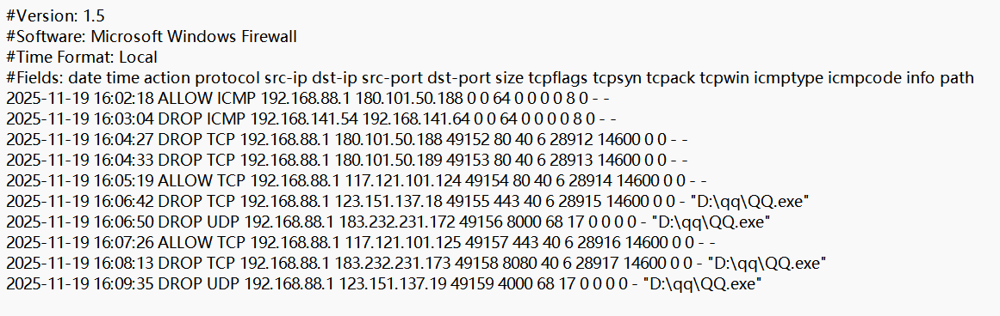 #Version: 1.5
#Software: Microsoft Windows Firewall
#Time Format: Local
#Fields: date time action protocol src-ip dst-ip src-port dst-port size tcpflags tcpsyn tcpack tcpwin icmptype icmpcode info path
2025-11-19 16:02:18 ALLOW ICMP 192.168.88.1 180.101.50.188 0 0 64 0 0 0 0 8 0 - -
2025-11-19 16:03:04 DROP ICMP 192.168.141.54 192.168.141.64 0 0 64 0 0 0 0 8 0 - -
2025-11-19 16:04:27 DROP TCP 192.168.88.1 180.101.50.188 49152 80 40 6 28912 14600 0 0 - -
2025-11-19 16:04:33 DROP TCP 192.168.88.1 180.101.50.189 49153 80 40 6 28913 14600 0 0 - -
2025-11-19 16:05:19 ALLOW TCP 192.168.88.1 117.121.101.124 49154 80 40 6 28914 14600 0 0 - -
2025-11-19 16:06:42 DROP TCP 192.168.88.1 123.151.137.18 49155 443 40 6 28915 14600 0 0 - "D:\qq\QQ.exe"
2025-11-19 16:06:50 DROP UDP 192.168.88.1 183.232.231.172 49156 8000 68 17 0 0 0 0 - "D:\qq\QQ.exe"
2025-11-19 16:07:26 ALLOW TCP 192.168.88.1 117.121.101.125 49157 443 40 6 28916 14600 0 0 - -
2025-11-19 16:08:13 DROP TCP 192.168.88.1 183.232.231.173 49158 8080 40 6 28917 14600 0 0 - "D:\qq\QQ.exe"
2025-11-19 16:09:35 DROP UDP 192.168.88.1 123.151.137.19 49159 4000 68 17 0 0 0 0 - "D:\qq\QQ.exe"